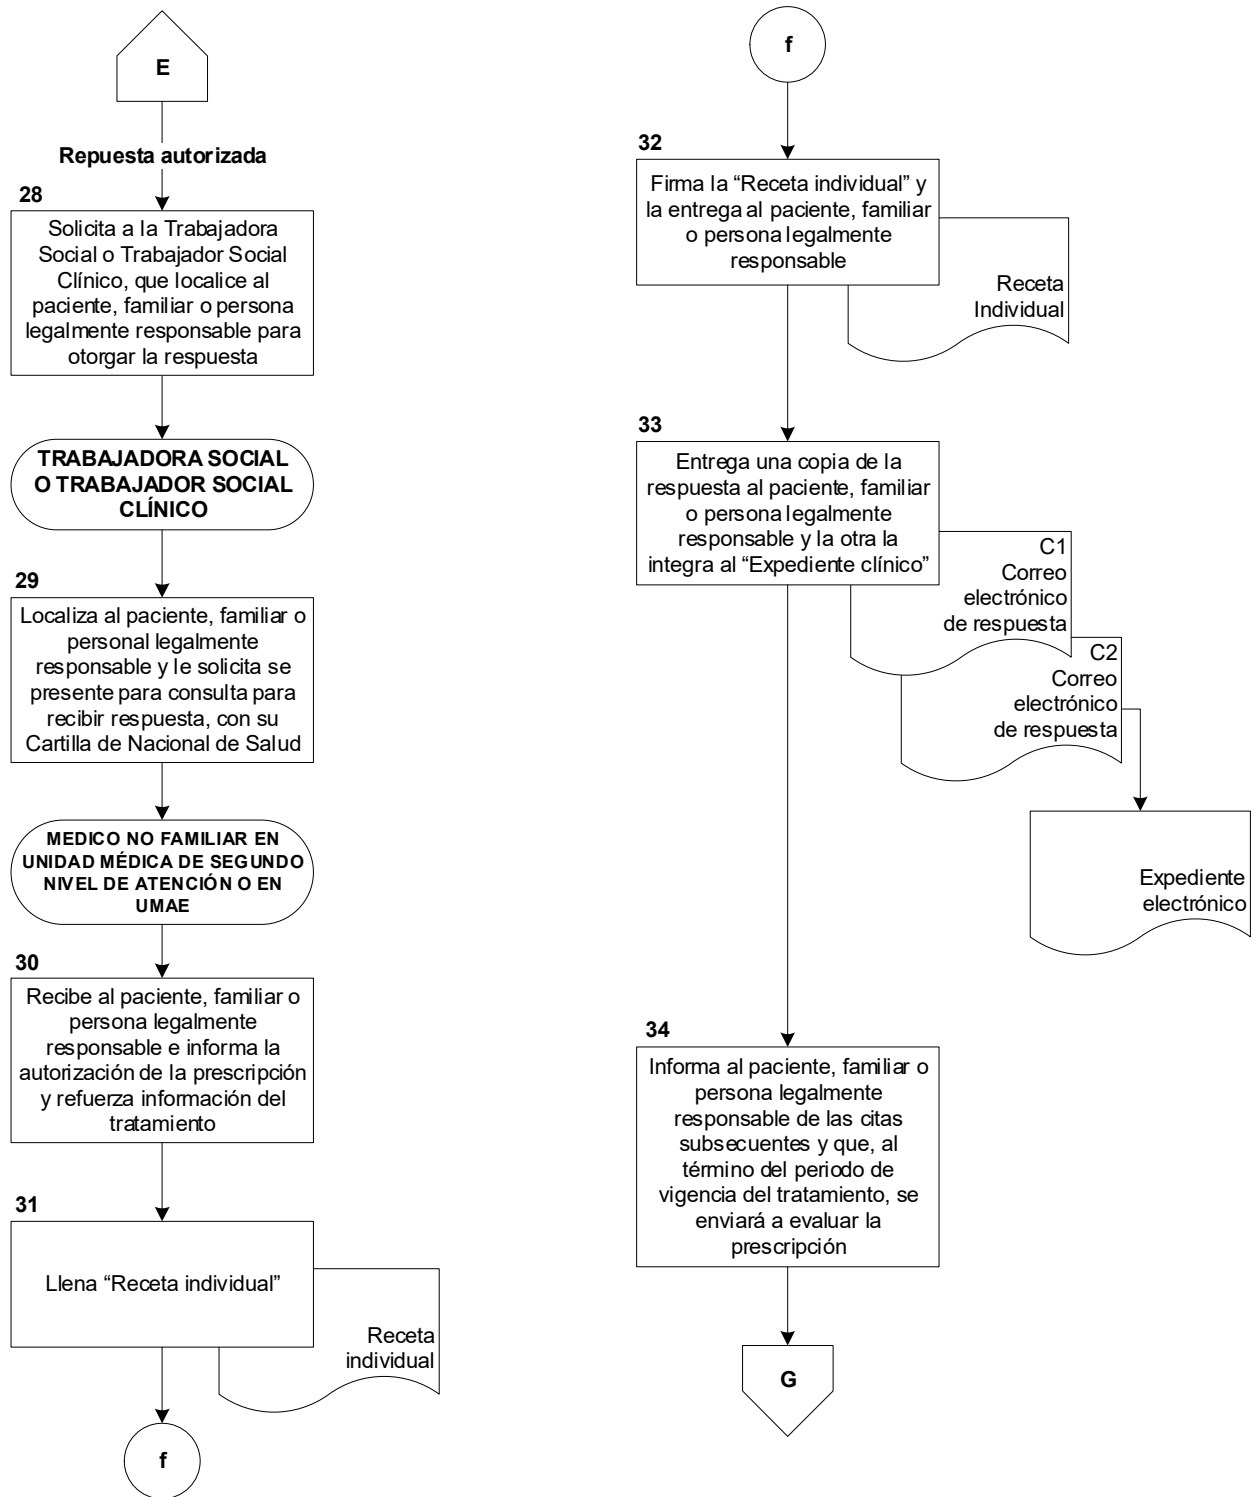 E
Repuesta autorizada
28
Solicita a la Trabajadora
Social o Trabajador Social
Clínico, que localice al
paciente, familiar o persona
legalmente responsable para
otorgar la respuesta
TRABAJADORA SOCIAL
O TRABAJADOR SOCIAL
CLÍNICO
29
Localiza al paciente, familiar o
personal legalmente
responsable y le solicita se
presente para consulta para
recibir respuesta, con su
Cartilla de Nacional de Salud
MEDICO NO FAMILIAR EN
UNIDAD MÉDICA DE SEGUNDO
NIVEL DE ATENCIÓN O EN
UMAE
30
Recibe al paciente, familiar o
persona legalmente
responsable e informa la
autorización de la prescripción
y refuerza información del
tratamiento
31
Llena “Receta individual”
Receta
individual
f
f
32
Firma la “Receta individual” y
la entrega al paciente, familiar
o persona legalmente
responsable
Receta
Individual
33
Entrega una copia de la
respuesta al paciente, familiar
o persona legalmente
responsable y la otra la
integra al “Expediente clínico”
C1
Correo
electrónico
de respuesta
C2
Correo
electrónico
de respuesta
Expediente
electrónico
34
Informa al paciente, familiar o
persona legalmente
responsable de las citas
subsecuentes y que, al
término del periodo de
vigencia del tratamiento, se
enviará a evaluar la
prescripción
G